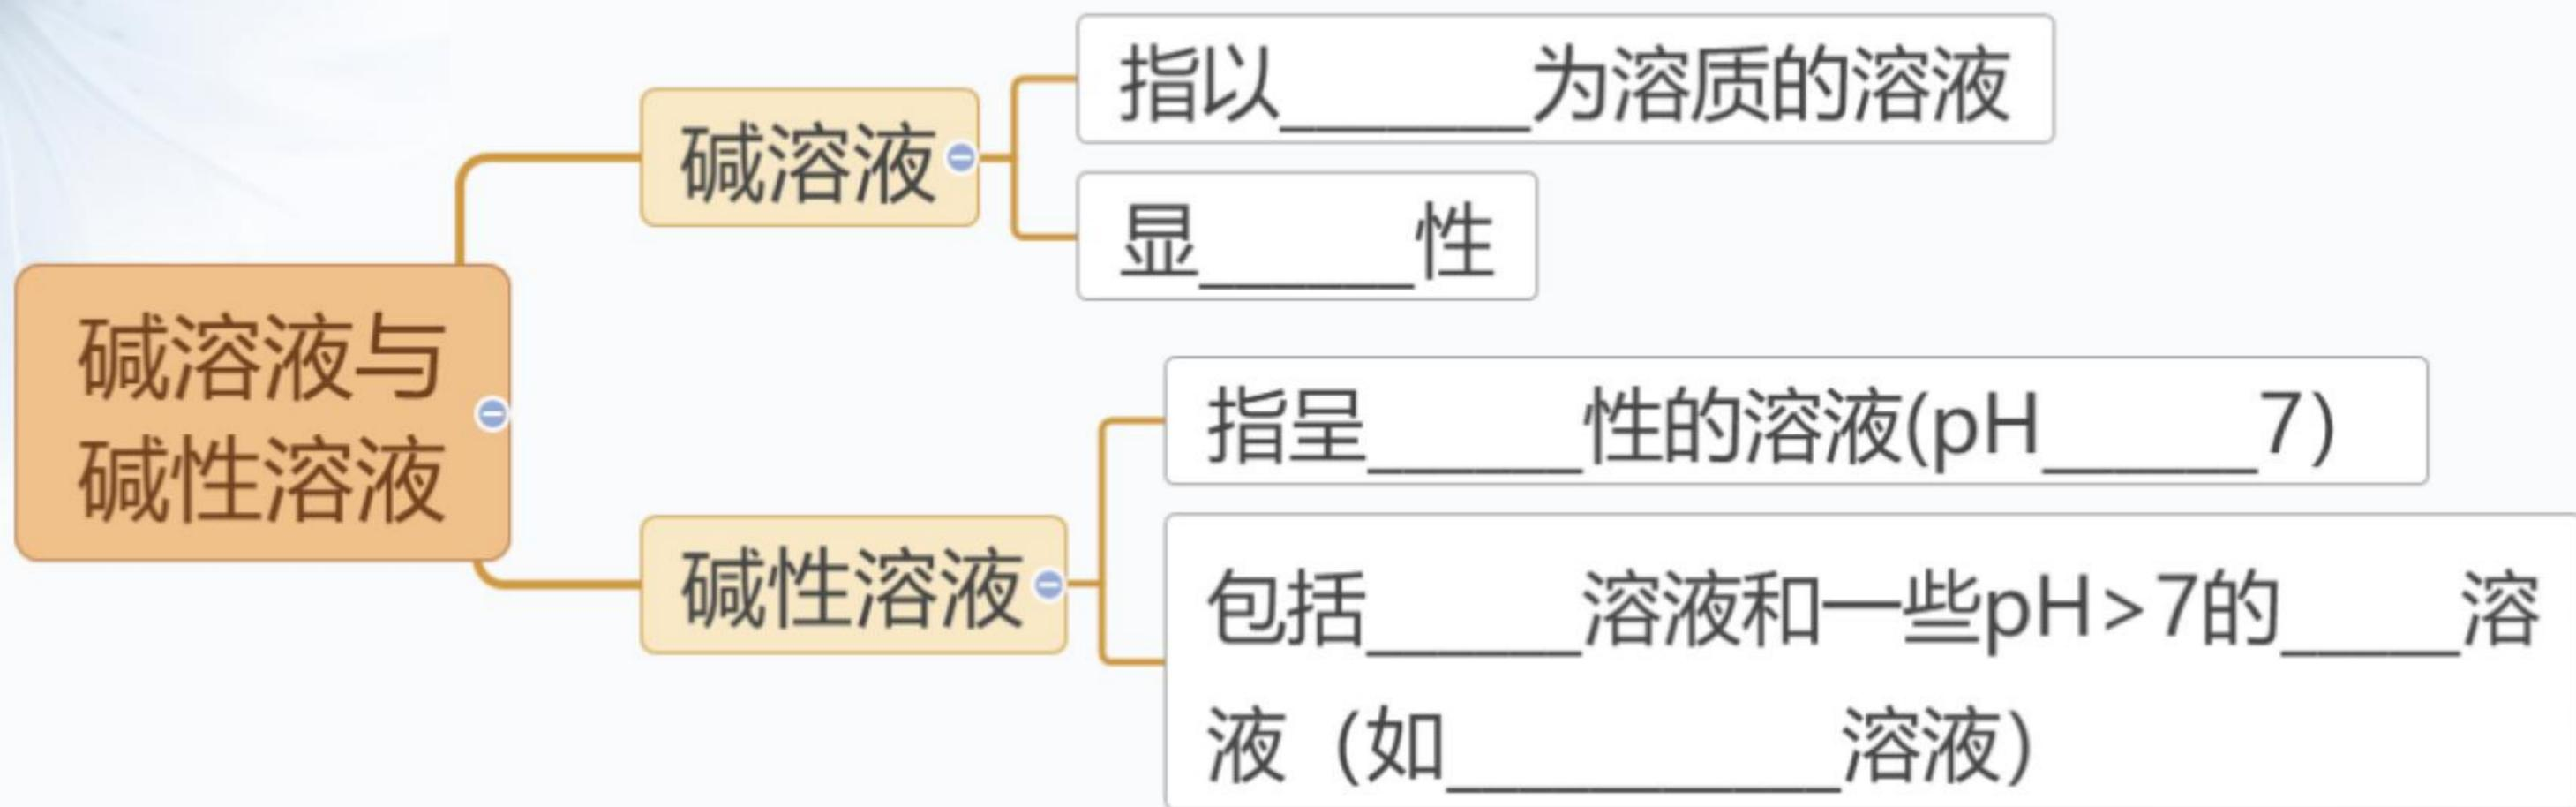 碱溶液与
碱性溶液
碱溶液
指以_______为溶质的溶液
显______性
碱性溶液
指呈______性的溶液(pH______7)
包括______溶液和一些pH>7的_____溶
液（如___________溶液）